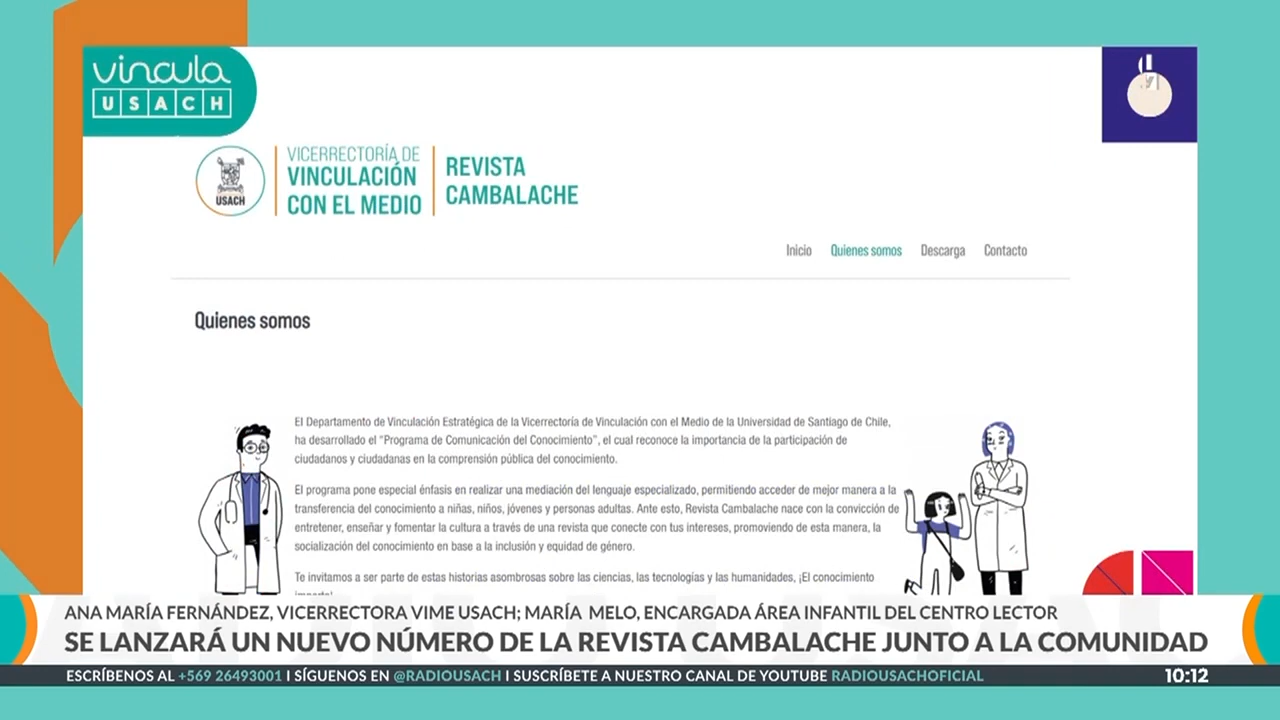 vincula
USACH
USACH
VICERRECTORÍA DE
VINCULACIÓN
CON EL MEDIO
REVISTA
CAMBALACHE
Inicio Quienes somos Descarga Contacto
Quienes somos
El Departamento de Vinculación Estratégica de la Vicerrectoría de Vinculación con el Medio de la Universidad de Santiago de Chile,
ha desarrollado el “Programa de Comunicación del Conocimiento”, el cual reconoce la importancia de la participación de
ciudadanos y ciudadanas en la comprensión pública del conocimiento.
El programa pone especial énfasis en realizar una mediación del lenguaje especializado, permitiendo acceder de mejor manera a la
transferencia del conocimiento a niñas, niños, jóvenes y personas adultas. Ante esto, Revista Cambalache nace con la convicción de
entretener, enseñar y fomentar la cultura a través de una revista que conecte con tus intereses, promoviendo de esta manera, la
socialización del conocimiento en base a la inclusión y equidad de género.
Te invitamos a ser parte de estas historias asombrosas sobre las ciencias, las tecnologías y las humanidades, ¡El conocimiento
ANA MARÍA FERNÁNDEZ, VICERRECTORA VIME USACH; MARÍA MELO, ENCARGADA ÁREA INFANTIL DEL CENTRO LECTOR
SE LANZARÁ UN NUEVO NÚMERO DE LA REVISTA CAMBALACHE JUNTO A LA COMUNIDAD
ESCRÍBENOS AL +569 26493001 I SÍGUENOS EN @RADIOUSACH I SUSCRÍBETE A NUESTRO CANAL DE YOUTUBE RADIOUSACHOFICIAL 10:12